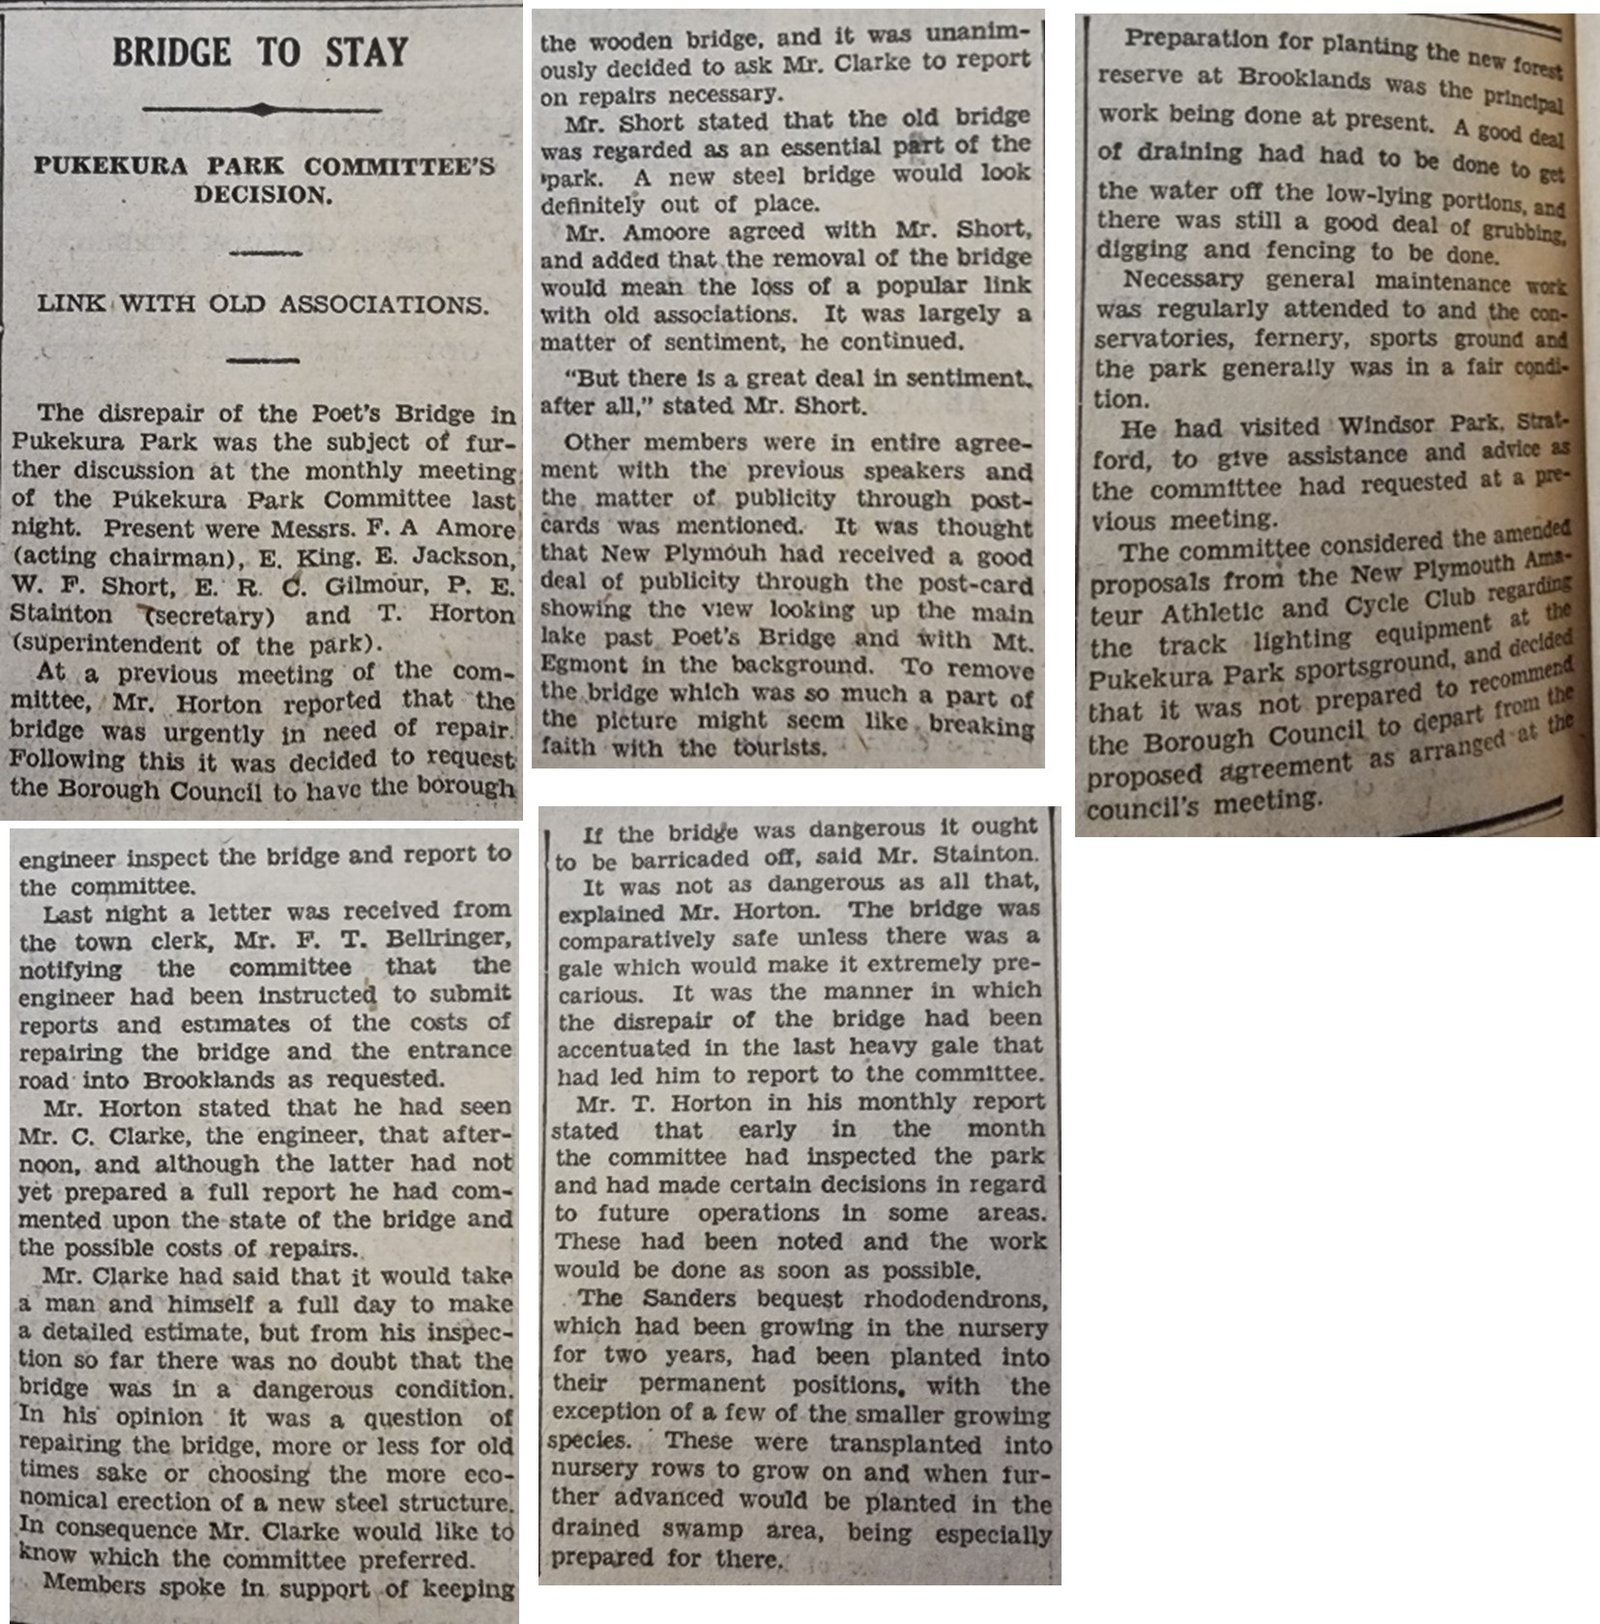 BRIDGE TO STAY
PUKEKURA PARK COMMITTEE'S
DECISION.
LINK WITH OLD ASSOCIATIONS.
The disrepair of the Poet's Bridge in
Pukekura Park was the subject of fur-
ther discussion at the monthly meeting
of the Pukekura Park Committee last
night. Present were Messrs. F. A Amore
(acting chairman), E. King. E. Jackson,
W. F. Short, E. R. C. Gilmour, P. E.
Stainton (secretary) and T. Horton
(superintendent of the park).
At a previous meeting of the com-
mittee, Mr. Horton reported that the
bridge was urgently in need of repair.
Following this it was decided to request
the Borough Council to have the borough
engineer inspect the bridge and report to
the committee.
Last night a letter was received from
the town clerk, Mr. F. T. Bellringer,
notifying the committee that the
engineer had been instructed to submit
reports and estimates of the costs of
repairing the bridge and the entrance
road into Brooklands as requested.
Mr. Horton stated that he had seen
Mr. C. Clarke, the engineer, that after-
noon, and although the latter had not
yet prepared a full report he had com-
mented upon the state of the bridge and
the possible costs of repairs.
Mr. Clarke had said that it would take
a man and himself a full day to make
a detailed estimate, but from his inspec-
tion so far there was no doubt that the
bridge was in a dangerous condition.
In his opinion it was a question of
repairing the bridge, more or less for old
times sake or choosing the more eco-
nomical erection of a new steel structure.
In consequence Mr. Clarke would like to
know which the committee preferred.
Members spoke in support of keeping
the wooden bridge, and it was unanim-
ously decided to ask Mr. Clarke to report
on repairs necessary.
Mr. Short stated that the old bridge
was regarded as an essential part of the
park. A new steel bridge would look
definitely out of place.
Mr. Amoore agreed with Mr. Short,
and added that the removal of the bridge
would mean the loss of a popular link
with old associations. It was largely a
matter of sentiment, he continued.
"But there is a great deal in sentiment,
after all," stated Mr. Short.
Other members were in entire agree-
ment with the previous speakers and
the matter of publicity through post-
cards was mentioned. It was thought
that New Plymouh had received a good
deal of publicity through the post-card
showing the view looking up the main
lake past Poet's Bridge and with Mt.
Egmont in the background. To remove
the bridge which was so much a part of
the picture might seem like breaking
faith with the tourists.
If the bridge was dangerous it ought
to be barricaded off, said Mr. Stainton.
It was not as dangerous as all that,
explained Mr. Horton. The bridge was
comparatively safe unless there was a
gale which would make it extremely pre-
carious. It was the manner in which
the disrepair of the bridge had been
accentuated in the last heavy gale that
had led him to report to the committee.
Mr. T. Horton in his monthly report
stated that early in the month
the committee had inspected the park
and had made certain decisions in regard
to future operations in some areas.
These had been noted and the work
would be done as soon as possible.
The Sanders bequest rhododendrons,
which had been growing in the nursery
for two years, had been planted into
their permanent positions, with the
exception of a few of the smaller growing
species. These were transplanted into
nursery rows to grow on and when fur-
ther advanced would be planted in the
drained swamp area, being especially
prepared for there.
Preparation for planting the new forest
reserve at Brooklands was the principal
work being done at present. A good deal
of draining had had to be done to get
the water off the low-lying portions, and
there was still a good deal of grubbing,
digging and fencing to be done.
Necessary general maintenance work
was regularly attended to and the con-
servatories, fernery, sports ground and
the park generally was in a fair condi-
tion.
He had visited Windsor Park, Strat-
ford, to give assistance and advice as
the committee had requested at a pre-
vious meeting.
The committee considered the amended
proposals from the New Plymouth Ama-
teur Athletic and Cycle Club regarding
the track lighting equipment at the
Pukekura Park sportsground, and decided
that it was not prepared to recommend
the Borough Council to depart from the
proposed agreement as arranged at the
council's meeting.